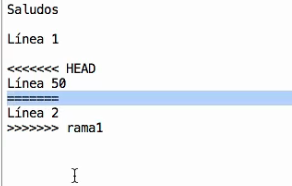 Saludos
Línea 1
<<<<<<< HEAD
Línea 50
=======
Línea 2
>>>>>>> rama1